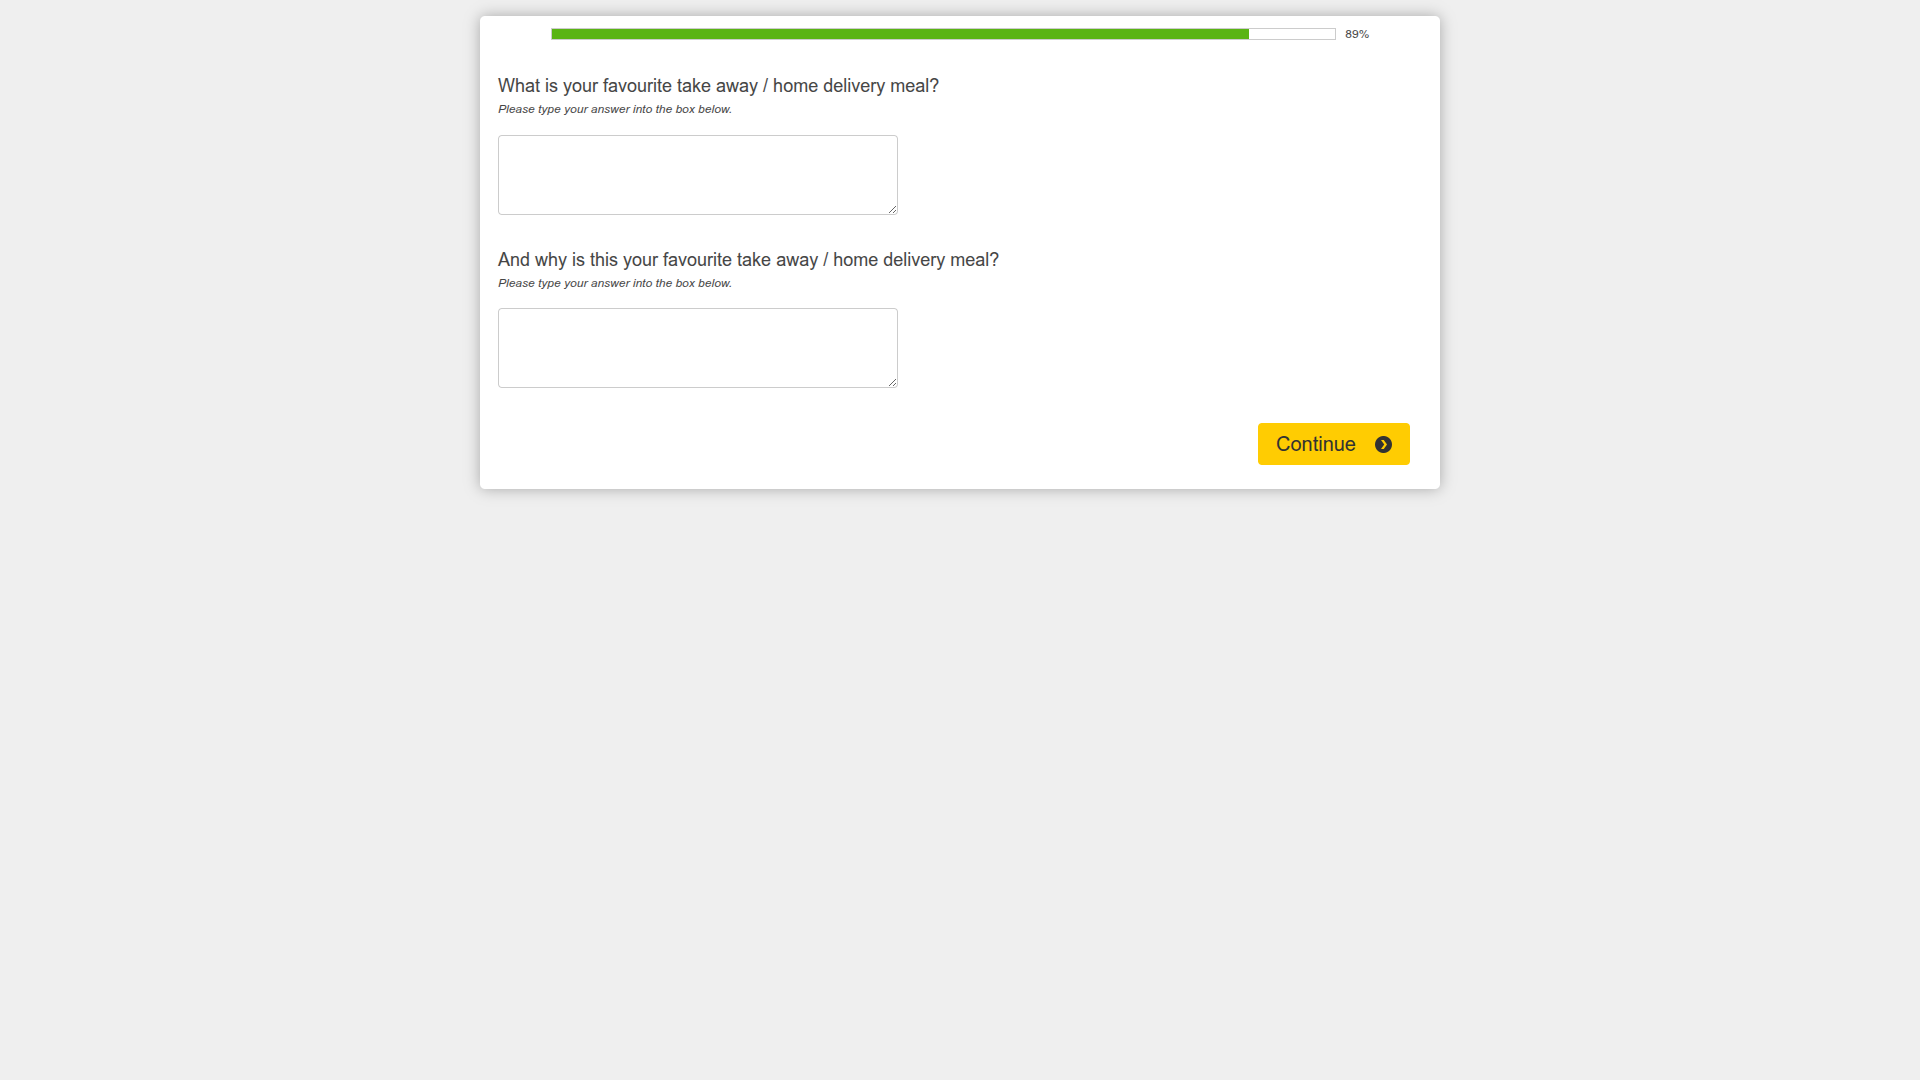 89%
What is your favourite take away / home delivery meal?
Please type your answer into the box below.
And why is this your favourite take away / home delivery meal?
Please type your answer into the box below.
Continue